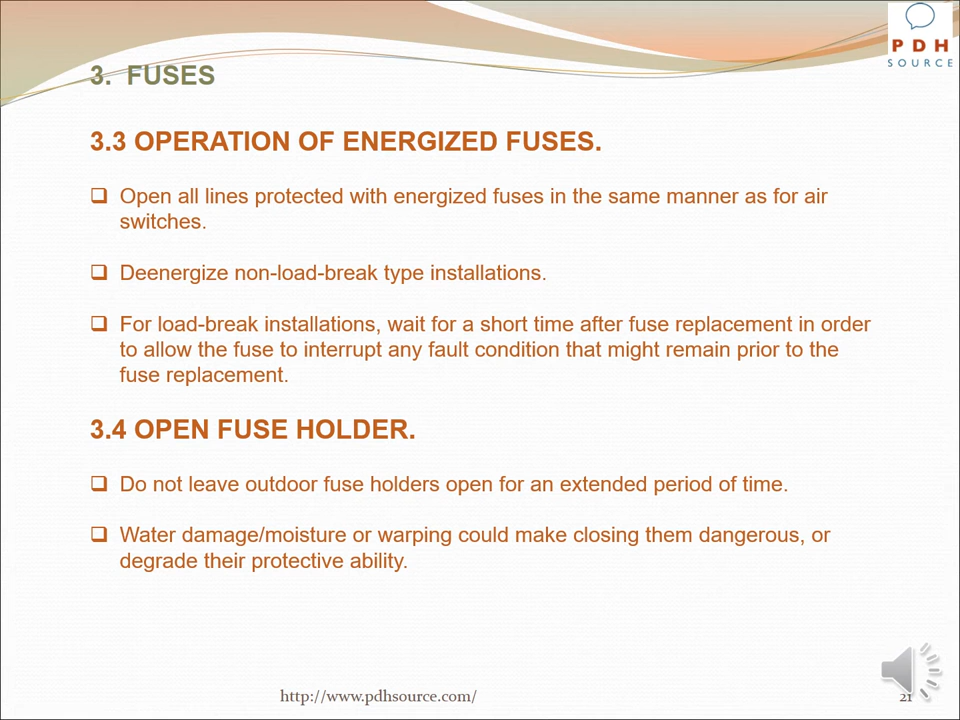 PDH
SOURCE
3. FUSES
3.3 OPERATION OF ENERGIZED FUSES.
Open all lines protected with energized fuses in the same manner as for air
switches.
Deenergize non-load-break type installations.
For load-break installations, wait for a short time after fuse replacement in order
to allow the fuse to interrupt any fault condition that might remain prior to the
fuse replacement.
3.4 OPEN FUSE HOLDER.
Do not leave outdoor fuse holders open for an extended period of time.
Water damage/moisture or warping could make closing them dangerous, or
degrade their protective ability.
http://www.pdhsource.com/
21